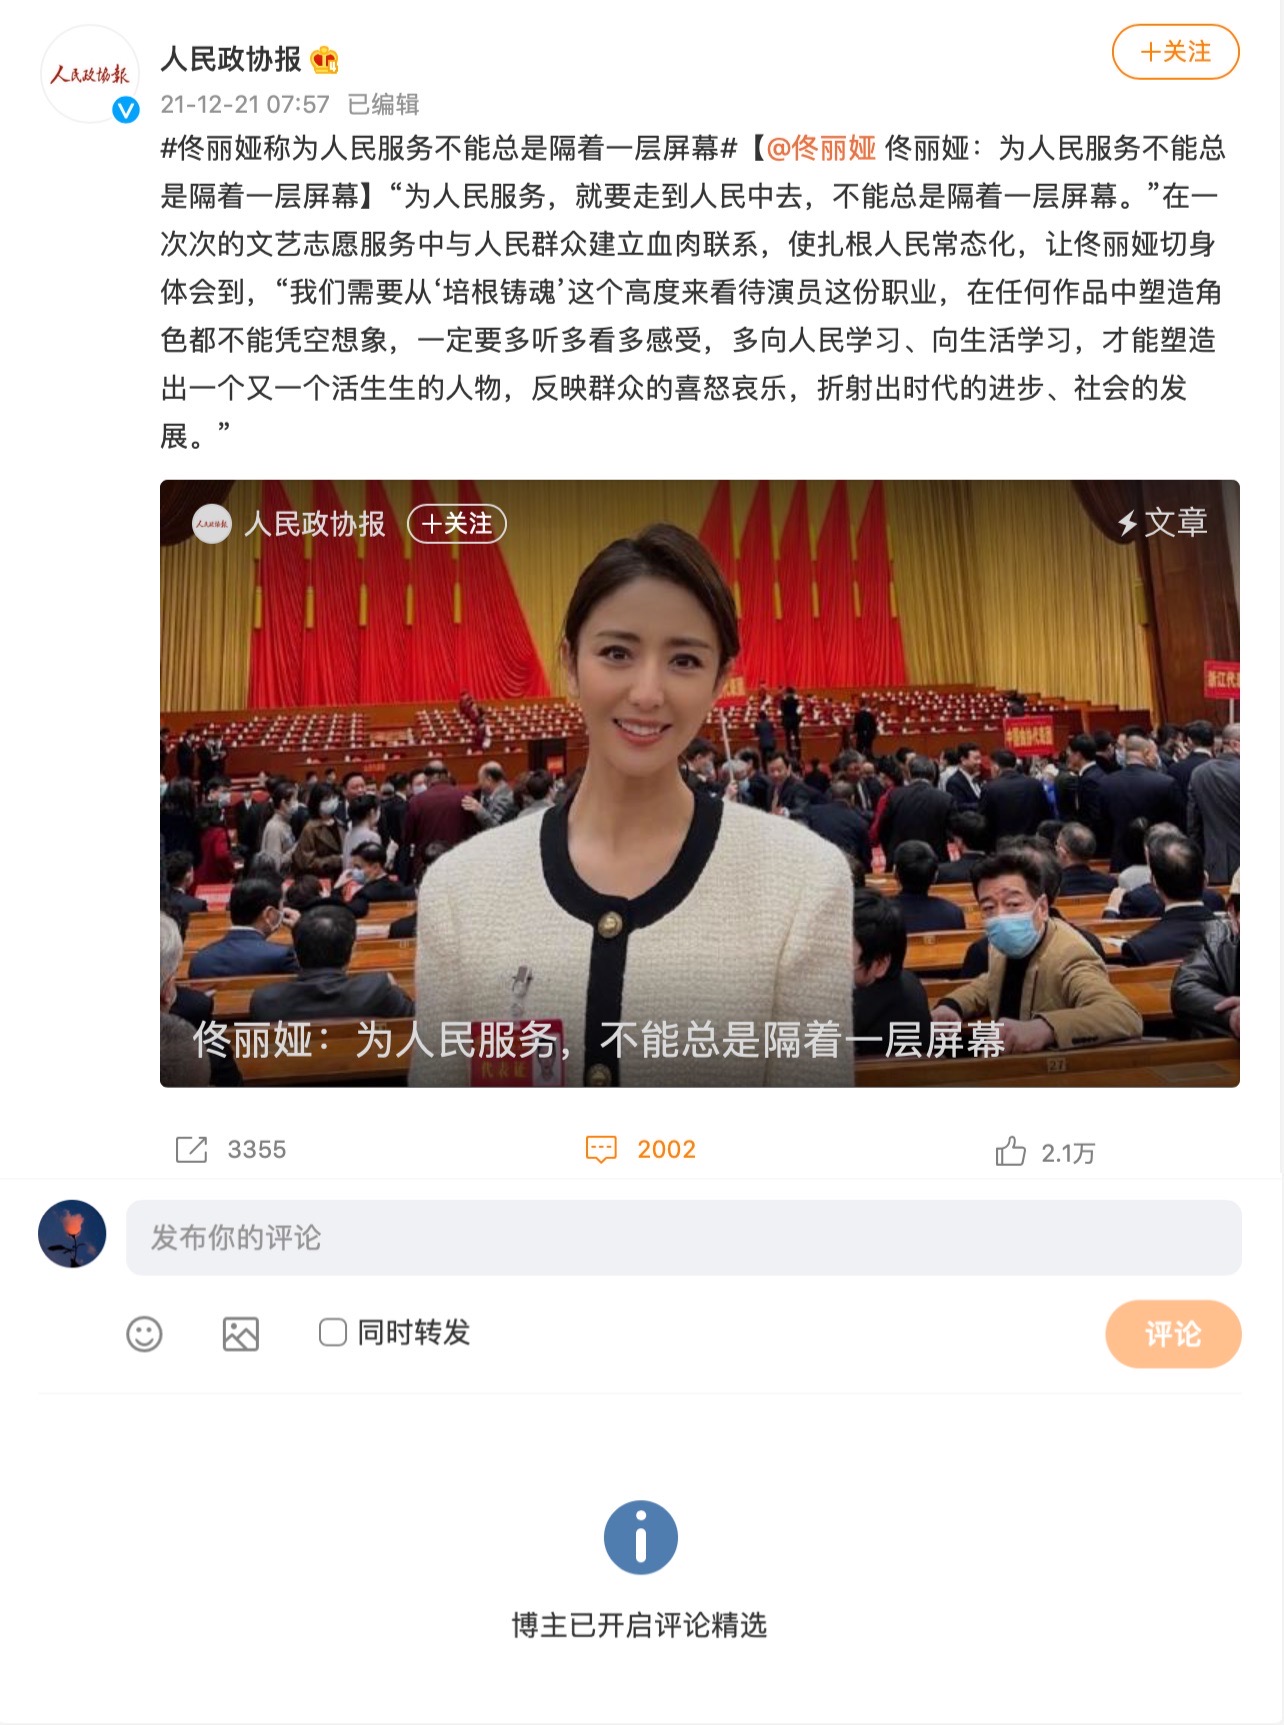 人民政协報
人民政协报
+关注
21-12-21 07:57 已编辑
#佟丽娅称为人民服务不能总是隔着一层屏幕#【@佟丽娅 佟丽娅：为人民服务不能总
是隔着一层屏幕】“为人民服务，就要走到人民中去，不能总是隔着一层屏幕。”在一
次次的文艺志愿服务中与人民群众建立血肉联系，使扎根人民常态化，让佟丽娅切身
体会到，“我们需要从‘培根铸魂’这个高度来看待演员这份职业，在任何作品中塑造角
色都不能凭空想象，一定要多听多看多感受，多向人民学习、向生活学习，才能塑造
出一个又一个活生生的人物，反映群众的喜怒哀乐，折射出时代的进步、社会的发
展。”
人民政协報
人民政协报
+关注
文章
浙江代
佟丽娅：为人民服务，不能总是隔着一层屏幕
代表证
27
3355
2002
2.1万
发布你的评论
同时转发
评论
博主已开启评论精选